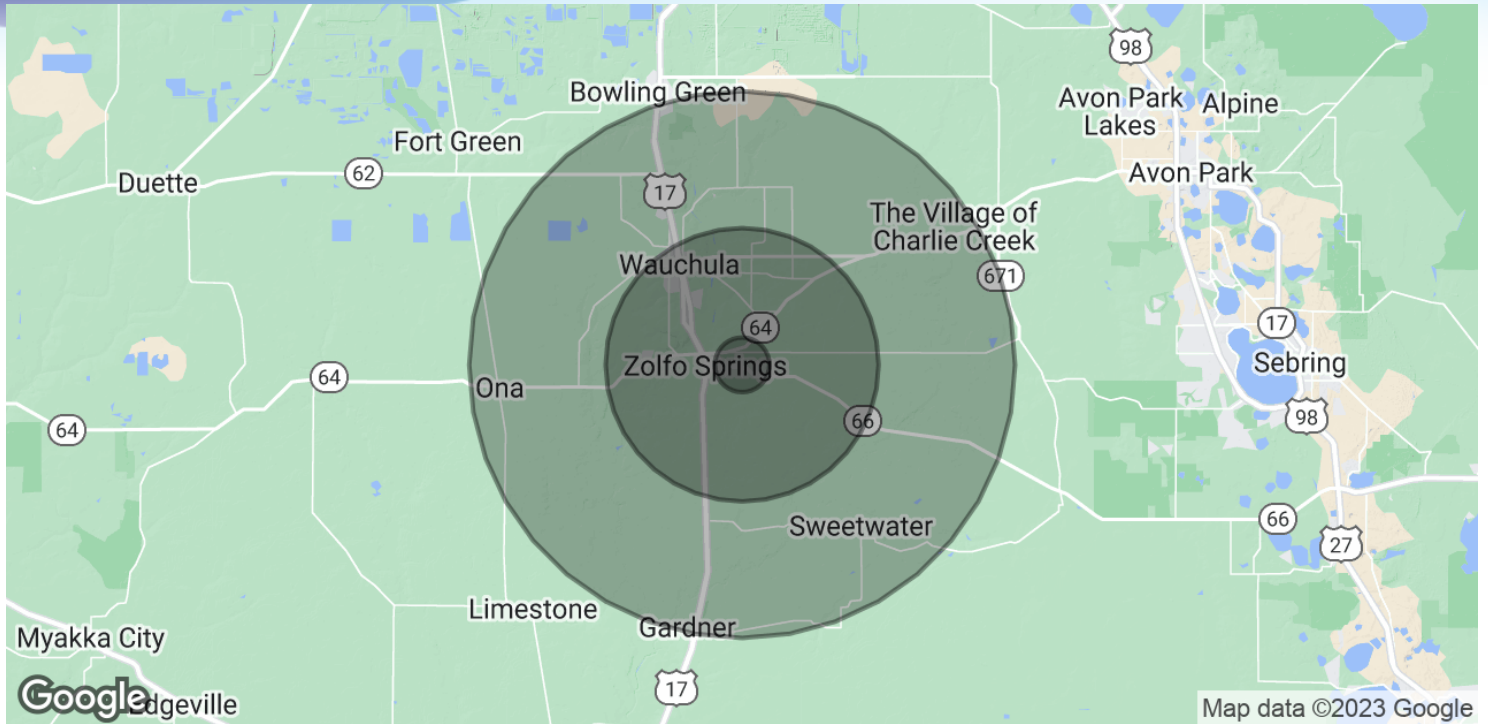 98
Bowling Green
Avon Park
Lakes
Alpine
Fort Green
62
Duette
17
Avon Park
The Village of
Charlie Creek
Wauchula
671
64
17
Zolfo Springs
Sebring
64
Ona
66
98
64
Sweetwater
66
27
Limestone
Gardner
Myakka City
17
Google
Edgeville
Map data ©2023 Google